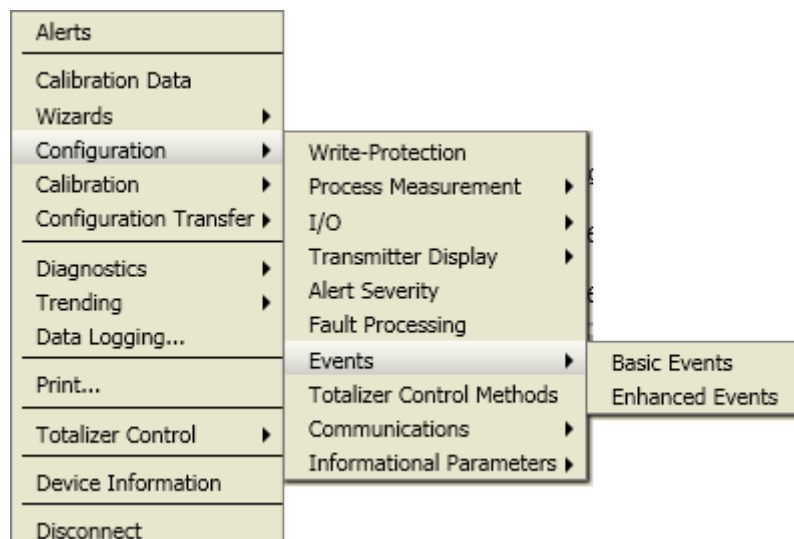 Alerts
Calibration Data
Wizards
Configuration
Calibration
Configuration Transfer
Diagnostics
Trending
Data Logging...
Print...
Totalizer Control
Device Information
Disconnect
Write-Protection
Process Measurement
I/O
Transmitter Display
Alert Severity
Fault Processing
Events
Totalizer Control Methods
Communications
Informational Parameters
Basic Events
Enhanced Events